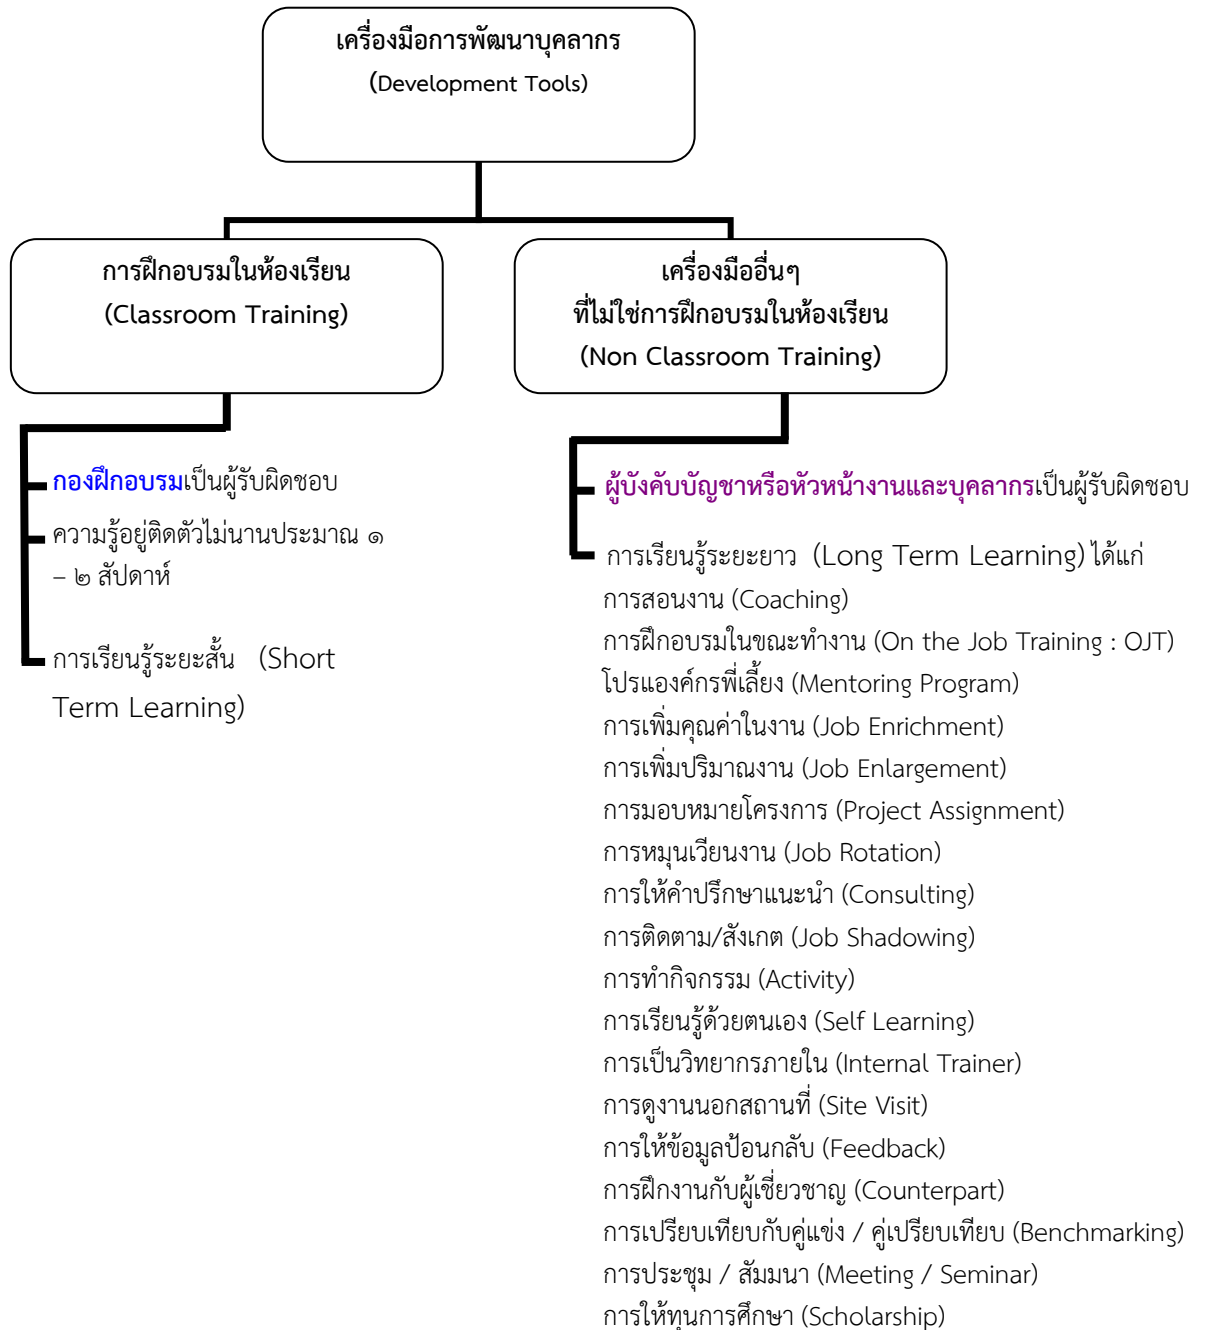 เครื่องมือการพัฒนาบุคลากร
(Development Tools)
การฝึกอบรมในห้องเรียน
(Classroom Training)
เครื่องมืออื่นๆ
ที่ไม่ใช่การฝึกอบรมในห้องเรียน
(Non Classroom Training)
กองฝึกอบรมเป็นผู้รับผิดชอบ
ความรู้อยู่ติดตัวไม่นานประมาณ ๑
– ๒ สัปดาห์
การเรียนรู้ระยะสั้น (Short
Term Learning)
ผู้บังคับบัญชาหรือหัวหน้างานและบุคลากรเป็นผู้รับผิดชอบ
การเรียนรู้ระยะยาว (Long Term Learning) ได้แก่
การสอนงาน (Coaching)
การฝึกอบรมในขณะทำงาน (On the Job Training : OJT)
โปรแองค์กรพี่เลี้ยง (Mentoring Program)
การเพิ่มคุณค่าในงาน (Job Enrichment)
การเพิ่มปริมาณงาน (Job Enlargement)
การมอบหมายโครงการ (Project Assignment)
การหมุนเวียนงาน (Job Rotation)
การให้คำปรึกษาแนะนำ (Consulting)
การติดตาม/สังเกต (Job Shadowing)
การทำกิจกรรม (Activity)
การเรียนรู้ด้วยตนเอง (Self Learning)
การเป็นวิทยากรภายใน (Internal Trainer)
การดูงานนอกสถานที่ (Site Visit)
การให้ข้อมูลป้อนกลับ (Feedback)
การฝึกงานกับผู้เชี่ยวชาญ (Counterpart)
การเปรียบเทียบกับคู่แข่ง / คู่เปรียบเทียบ (Benchmarking)
การประชุม / สัมมนา (Meeting / Seminar)
การให้ทุนการศึกษา (Scholarship)